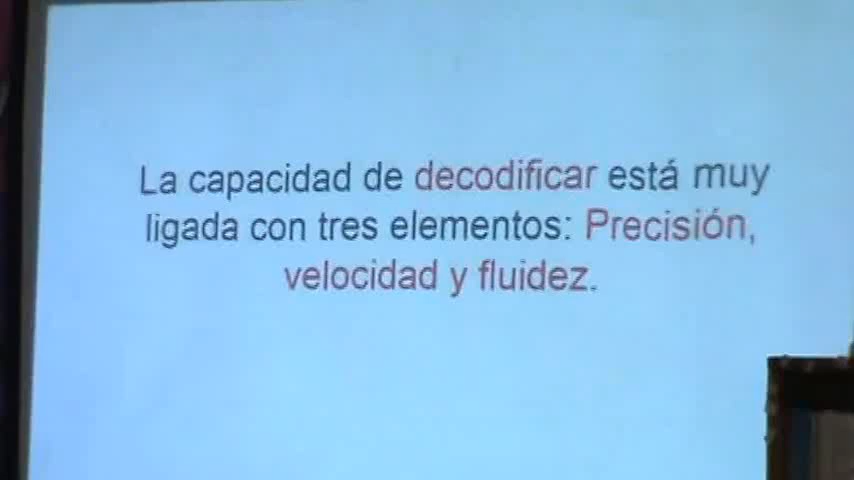 La capacidad de decodificar está muy
ligada con tres elementos: Precisión,
velocidad y fluidez.